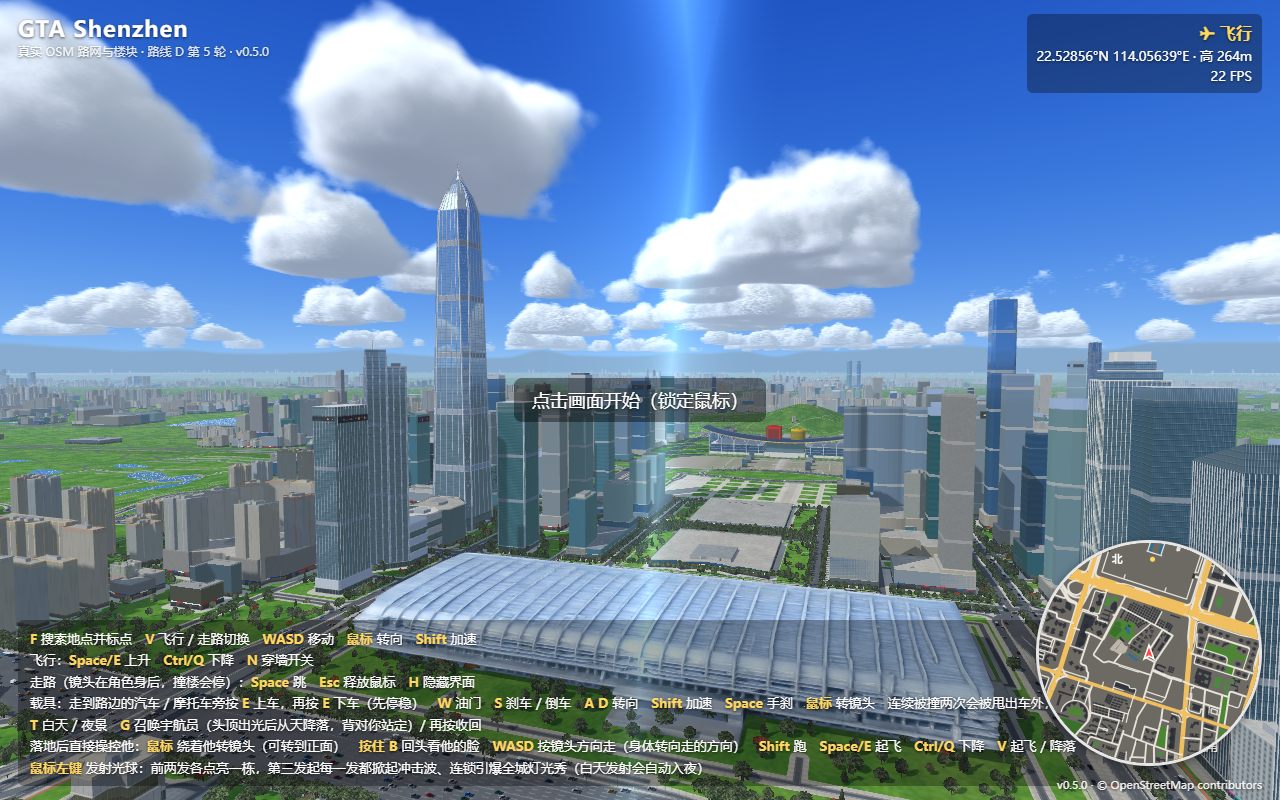 GTA Shenzhen
真实 OSM 路网与楼块 · 路线 D 第 5 轮 · v0.5.0
✈ 飞行
22.52856°N 114.05639°E · 高 264m
22 FPS
点击画面开始（锁定鼠标）
北
F 搜索地点并标点 V 飞行 / 走路切换 WASD 移动 鼠标 转向 Shift 加速
飞行：Space/E 上升 Ctrl/Q 下降 N 穿墙开关
走路（镜头在角色身后，撞楼会停）：Space 跳 Esc 释放鼠标 H 隐藏界面
载具：走到路边的汽车 / 摩托车旁按 E 上车，再按 E 下车（先停稳） W 油门 S 刹车 / 倒车 A D 转向 Shift 加速 Space 手刹 鼠标 转镜头 连续被撞两次会被甩出车外，
T 白天 / 夜景 G 召唤宇航员（头顶出光后从天降落，背对你站定）/ 再按收回
落地后直接操控他：鼠标 绕着他转镜头（可转到正面） 按住 B 回头看他的脸 WASD 按镜头方向走（身体转向走的方向） Shift 跑 Space/E 起飞 Ctrl/Q 下降 V 起飞 / 降落
鼠标左键 发射光球：前两发各点亮一栋，第三发起每一发都掀起冲击波、连锁引爆全城灯光秀（白天发射会自动入夜）
v0.5.0 · © OpenStreetMap contributors